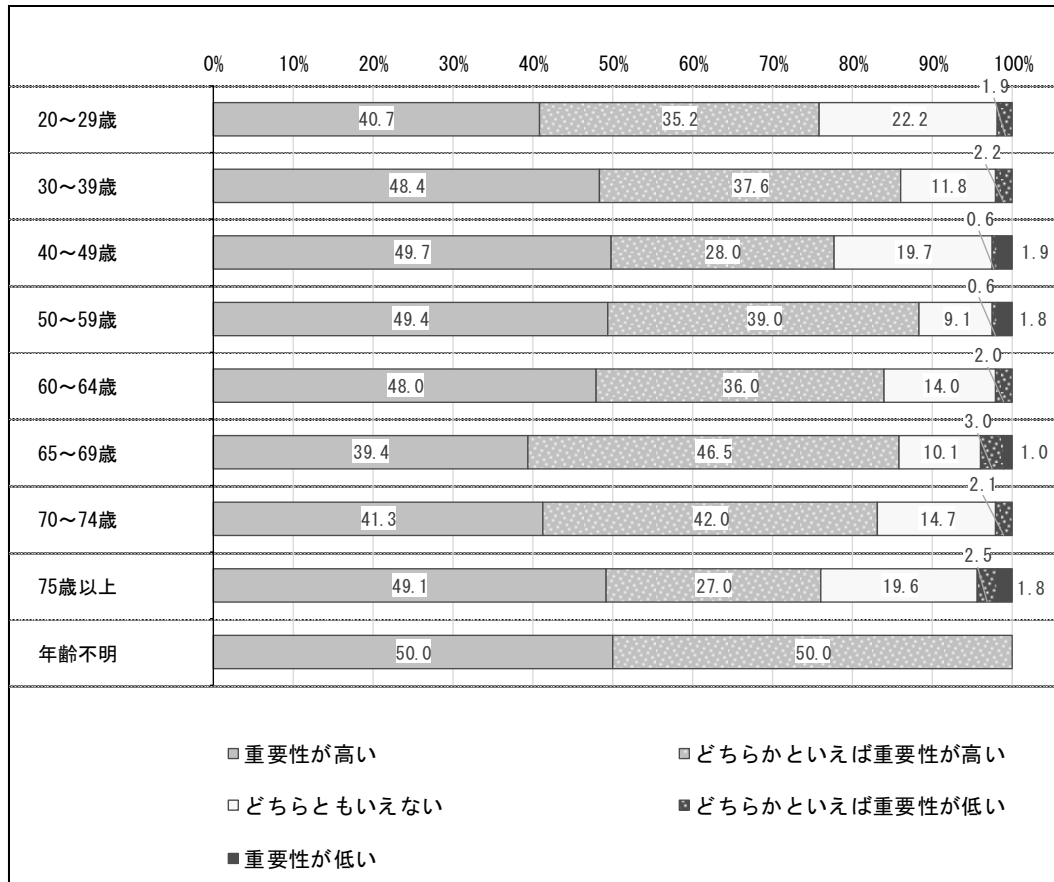 0% 10% 20% 30% 40% 50% 60% 70% 80% 90% 100%
1.9
20～29歳 40.7 35.2 22.2
2.2
30～39歳 48.4 37.6 11.8
0.6
40～49歳 49.7 28.0 19.7 1.9
0.6
50～59歳 49.4 39.0 9.1 1.8
2.0
60～64歳 48.0 36.0 14.0
3.0
65～69歳 39.4 46.5 10.1 1.0
2.1
70～74歳 41.3 42.0 14.7
2.5
75歳以上 49.1 27.0 19.6 1.8
年齢不明 50.0 50.0
重要性が高い どちらかといえば重要性が高い
どちらともいえない どちらかといえば重要性が低い
重要性が低い